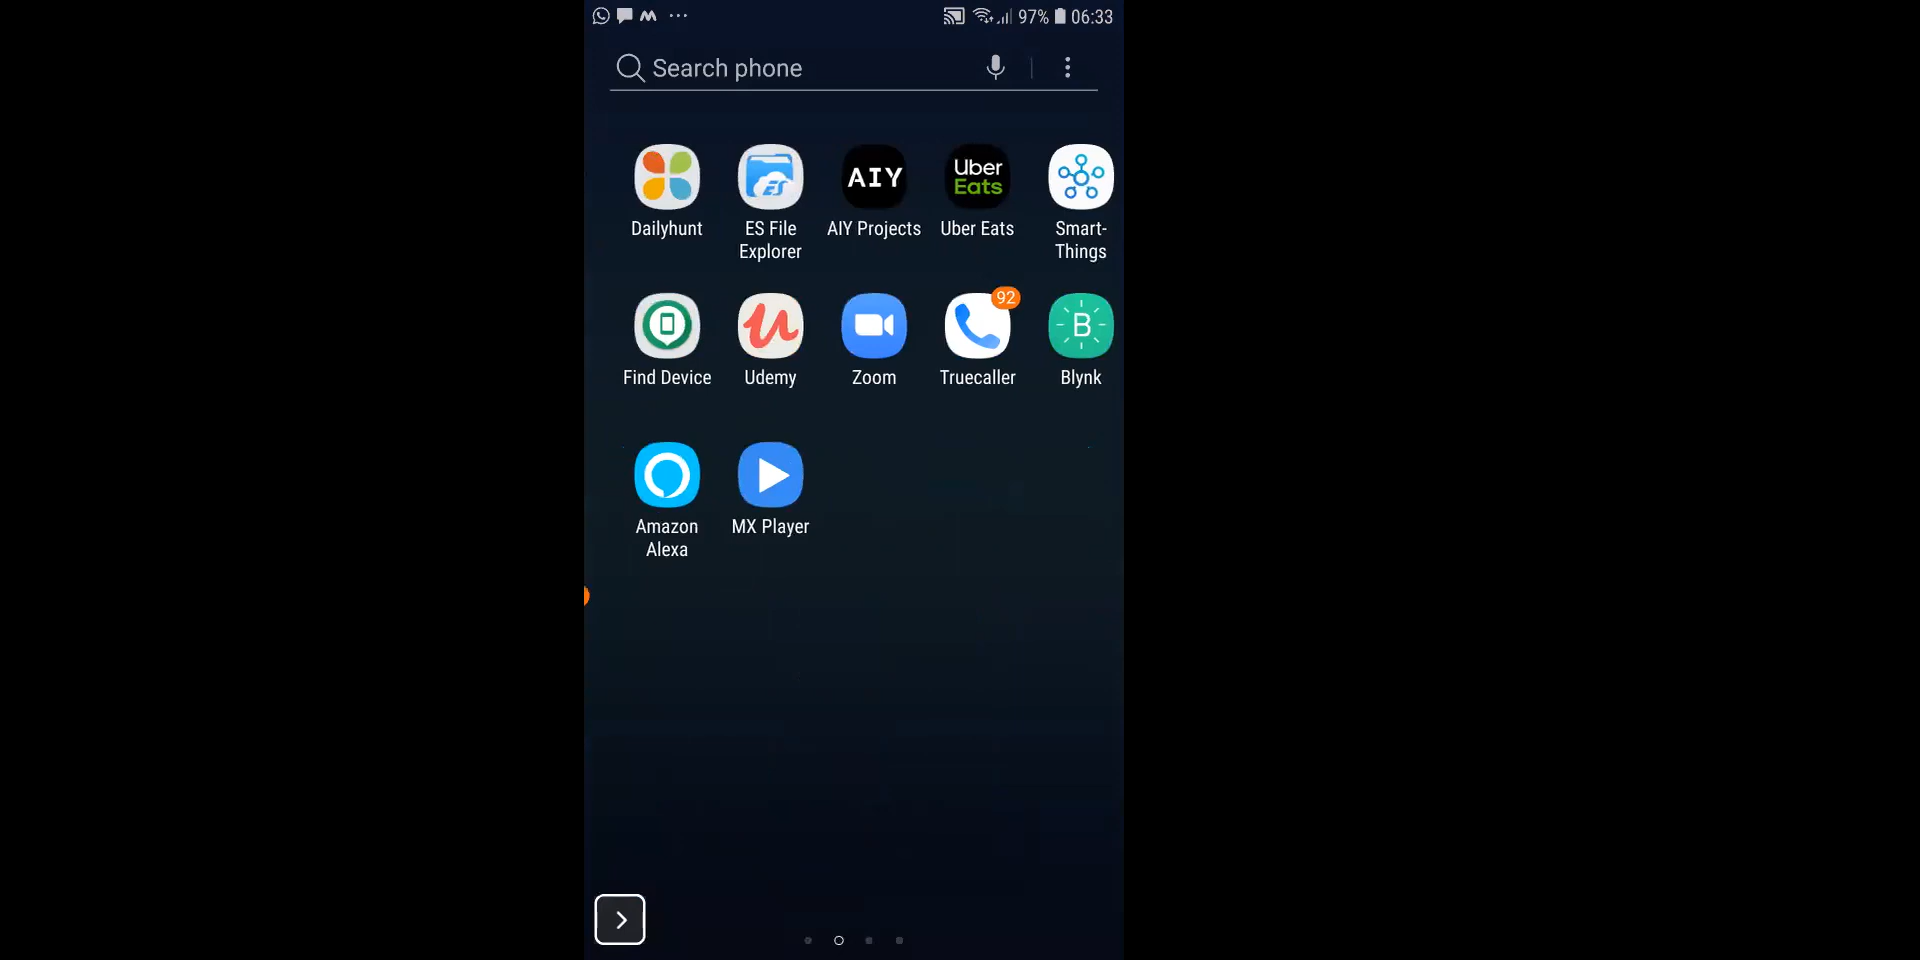 97% 06:33
Search phone
AIY
Uber
Eats
ES
Dailyhunt
ES File
Explorer
AIY Projects
Uber Eats
Smart-
Things
92
B
Find Device
Udemy
Zoom
Truecaller
Blynk
Amazon
Alexa
MX Player